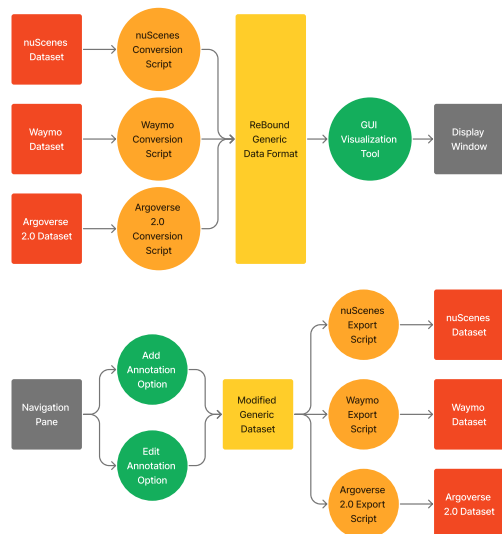 nuScenes
Dataset
nuScenes
Conversion
Script
Waymo
Dataset
Waymo
Conversion
Script
ReBound
Generic
Data Format
GUI
Visualization
Tool
Display
Window
Argoverse
2.0 Dataset
Argoverse
2.0
Conversion
Script
Navigation
Pane
Add
Annotation
Option
Edit
Annotation
Option
Modified
Generic
Dataset
nuScenes
Export
Script
nuScenes
Dataset
Waymo
Export
Script
Waymo
Dataset
Argoverse
2.0 Export
Script
Argoverse
2.0 Dataset